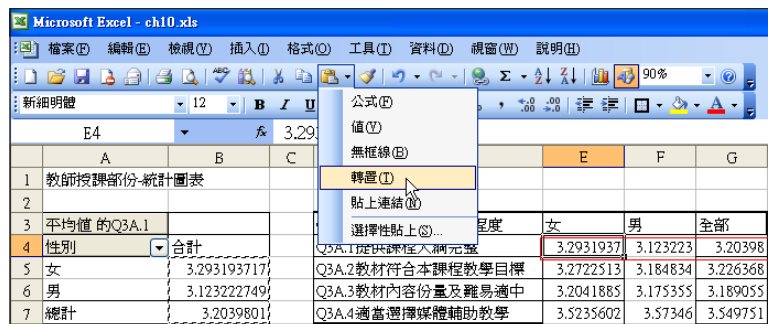 Microsoft Excel - ch10.xls
檔案(F) 編輯(E) 檢視(V) 插入(I) 格式(O) 工具(T) 資料(D) 視窗(W) 說明(H)
90%
新細明體 12 B I U
公式(F)
E4 fx 3.29
值(V)
無框線(B)
A B C E F G
1 教師授課部份-統計圖表
轉置(T)
2
貼上連結(N)
3 平均值 的Q3A.1 程度 女 男 全部
選擇性貼上(S)...
4 性別 合計 Q3A.1提供課程大綱完整 3.2931937 3.123223 3.20398
5 女 3.293193717 Q3A.2教材符合本課程教學目標 3.2722513 3.184834 3.226368
6 男 3.123222749 Q3A.3教材內容份量及難易適中 3.2041885 3.175355 3.189055
7 總計 3.2039801 Q3A.4適當選擇媒體輔助教學 3.5235602 3.57346 3.549751